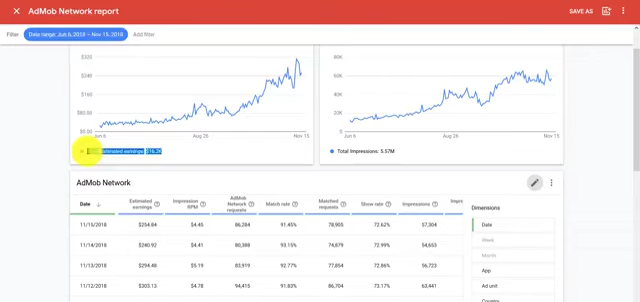 AdMob Network report
SAVE AS
Filter
Date range: Jun 6, 2018 – Nov 15, 2018
Add filter
$320
$240
$160
$80.00
$0.00
Jun 6
Aug 26
Nov 15
estimated earnings: $16.2K
80K
60K
40K
20K
0
Jun 6
Aug 26
Nov 15
Total Impressions: 5.57M
AdMob Network
Date
Estimated earnings
Impression RPM
AdMob Network requests
Match rate
Matched requests
Show rate
Impressions
11/15/2018 $254.84 $4.45 86,284 91.45% 78,905 72.62% 57,304
11/14/2018 $240.92 $4.41 80,388 93.15% 74,879 72.99% 54,653
11/13/2018 $294.48 $5.19 83,919 92.77% 77,854 72.86% 56,723
11/12/2018 $303.13 $4.78 94,415 91.83% 86,704 73.17% 63,441
Dimensions
Date
Week
Month
App
Ad unit
Country